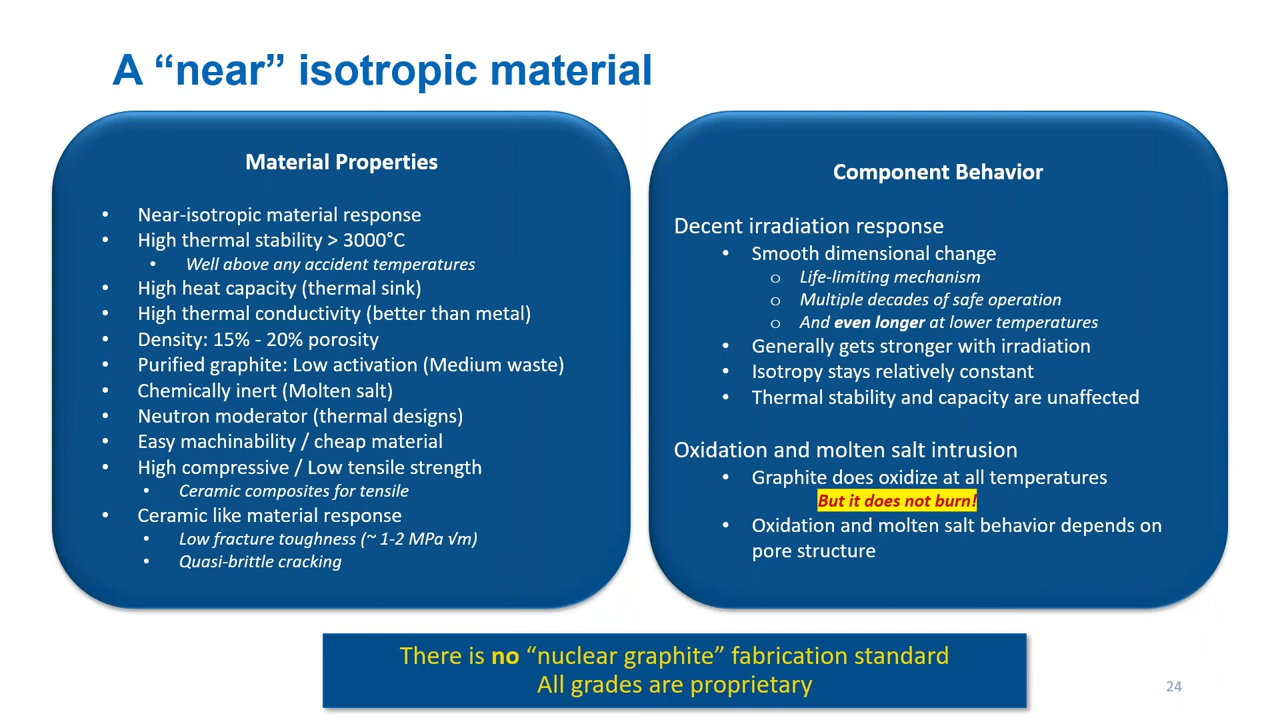 A “near” isotropic material
Material Properties
• Near-isotropic material response
• High thermal stability > 3000°C
• Well above any accident temperatures
• High heat capacity (thermal sink)
• High thermal conductivity (better than metal)
• Density: 15% - 20% porosity
• Purified graphite: Low activation (Medium waste)
• Chemically inert (Molten salt)
• Neutron moderator (thermal designs)
• Easy machinability / cheap material
• High compressive / Low tensile strength
• Ceramic composites for tensile
• Ceramic like material response
• Low fracture toughness (~ 1-2 MPa √m)
• Quasi-brittle cracking
Component Behavior
Decent irradiation response
• Smooth dimensional change
o Life-limiting mechanism
o Multiple decades of safe operation
o And even longer at lower temperatures
• Generally gets stronger with irradiation
• Isotropy stays relatively constant
• Thermal stability and capacity are unaffected
Oxidation and molten salt intrusion
• Graphite does oxidize at all temperatures
But it does not burn!
• Oxidation and molten salt behavior depends on
pore structure
There is no “nuclear graphite” fabrication standard
All grades are proprietary
24